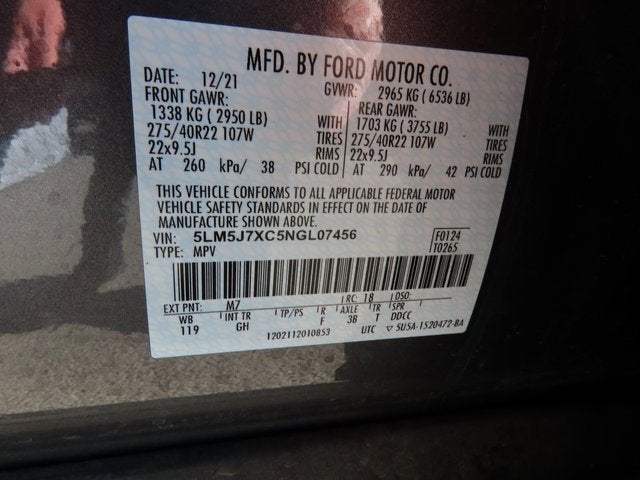 MFD. BY FORD MOTOR CO.
DATE: 12/21 GVWR: 2965 KG ( 6536 LB)
FRONT GAWR: REAR GAWR:
1338 KG ( 2950 LB) 1703 KG ( 3755 LB)
275/40R22 107W TIRES 275/40R22 107W TIRES
22x9.5J RIMS 22x9.5J RIMS
AT 260 kPa/ 38 PSI COLD AT 290 kPa/ 42 PSI COLD
THIS VEHICLE CONFORMS TO ALL APPLICABLE FEDERAL MOTOR
VEHICLE SAFETY STANDARDS IN EFFECT ON THE DATE OF
MANUFACTURE SHOWN ABOVE.
VIN: 5LM5J7XC5NGL07456 F0124
TYPE: MPV T0265
EXT PNT: M7 RC: 18 DSO:
WB INT TR TP/PS R AXLE TR SPR
119 GH F 3B T DDCC
1202112010853 UTC ▽ 5U5A-1520472-BA